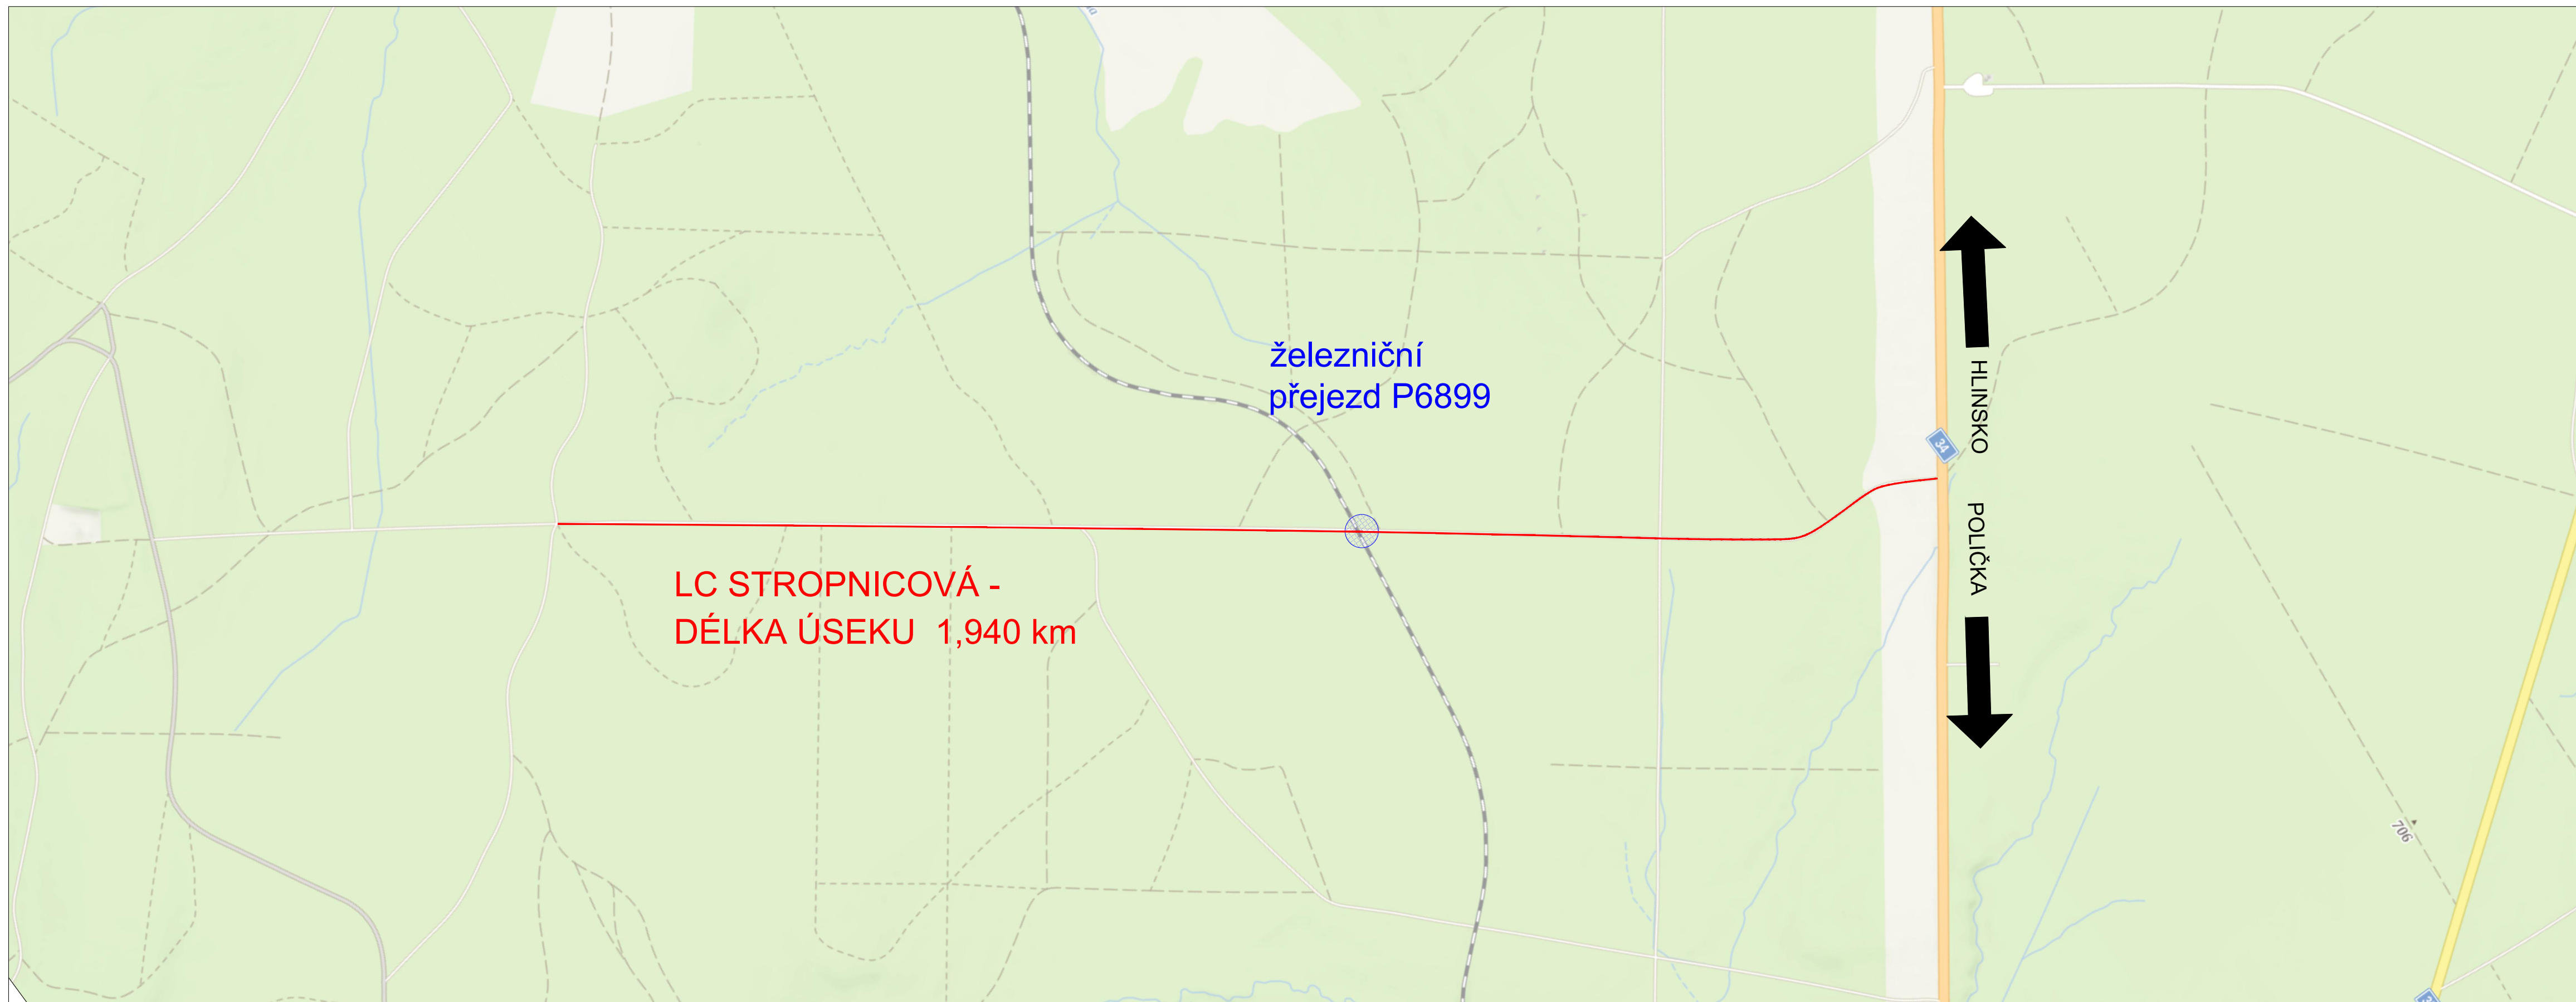 železniční
přejezd P6899
HLINSKO
34
POLIČKA
LC STROPNICOVÁ -
DÉLKA ÚSEKU 1,940 km
706